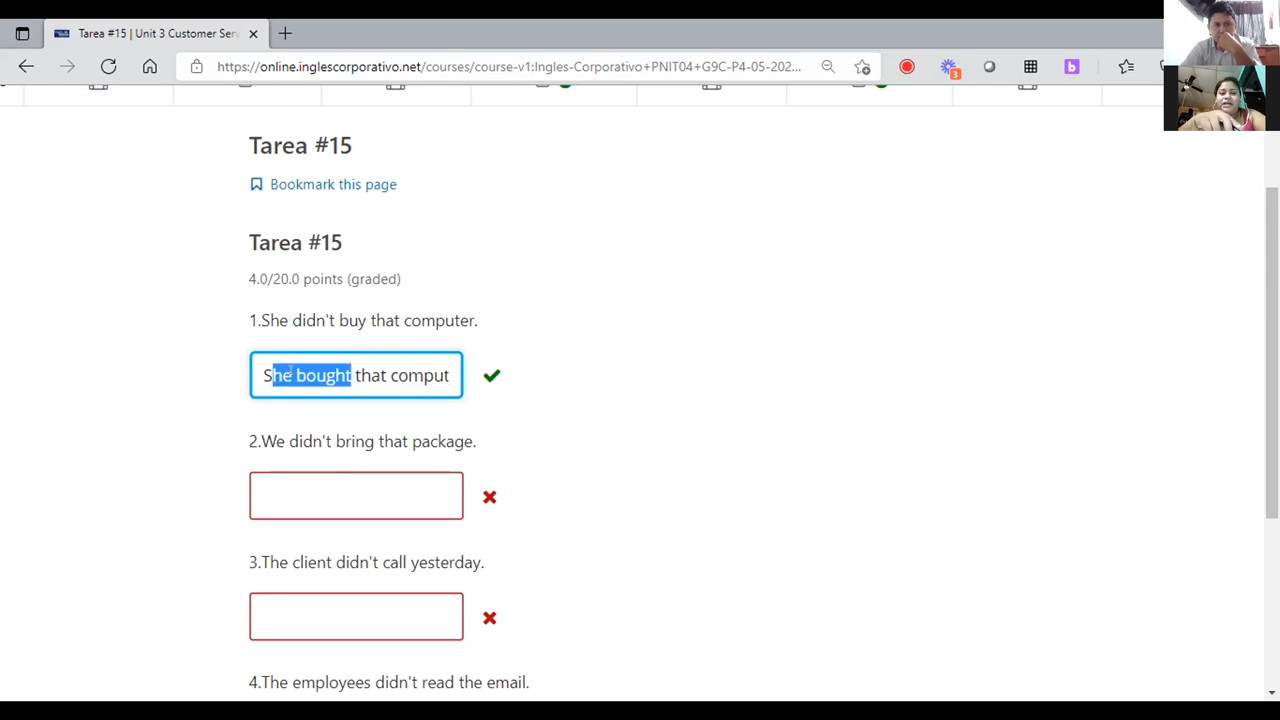 Tarea #15 | Unit 3 Customer Serv
https://online.inglescorporativo.net/courses/course-v1:Ingles-Corporativo+PNIT04+G9C-P4-05-202...
3
b
Tarea #15
Bookmark this page
Tarea #15
4.0/20.0 points (graded)
1.She didn't buy that computer.
She bought that comput
2.We didn't bring that package.
3.The client didn't call yesterday.
4.The employees didn't read the email.